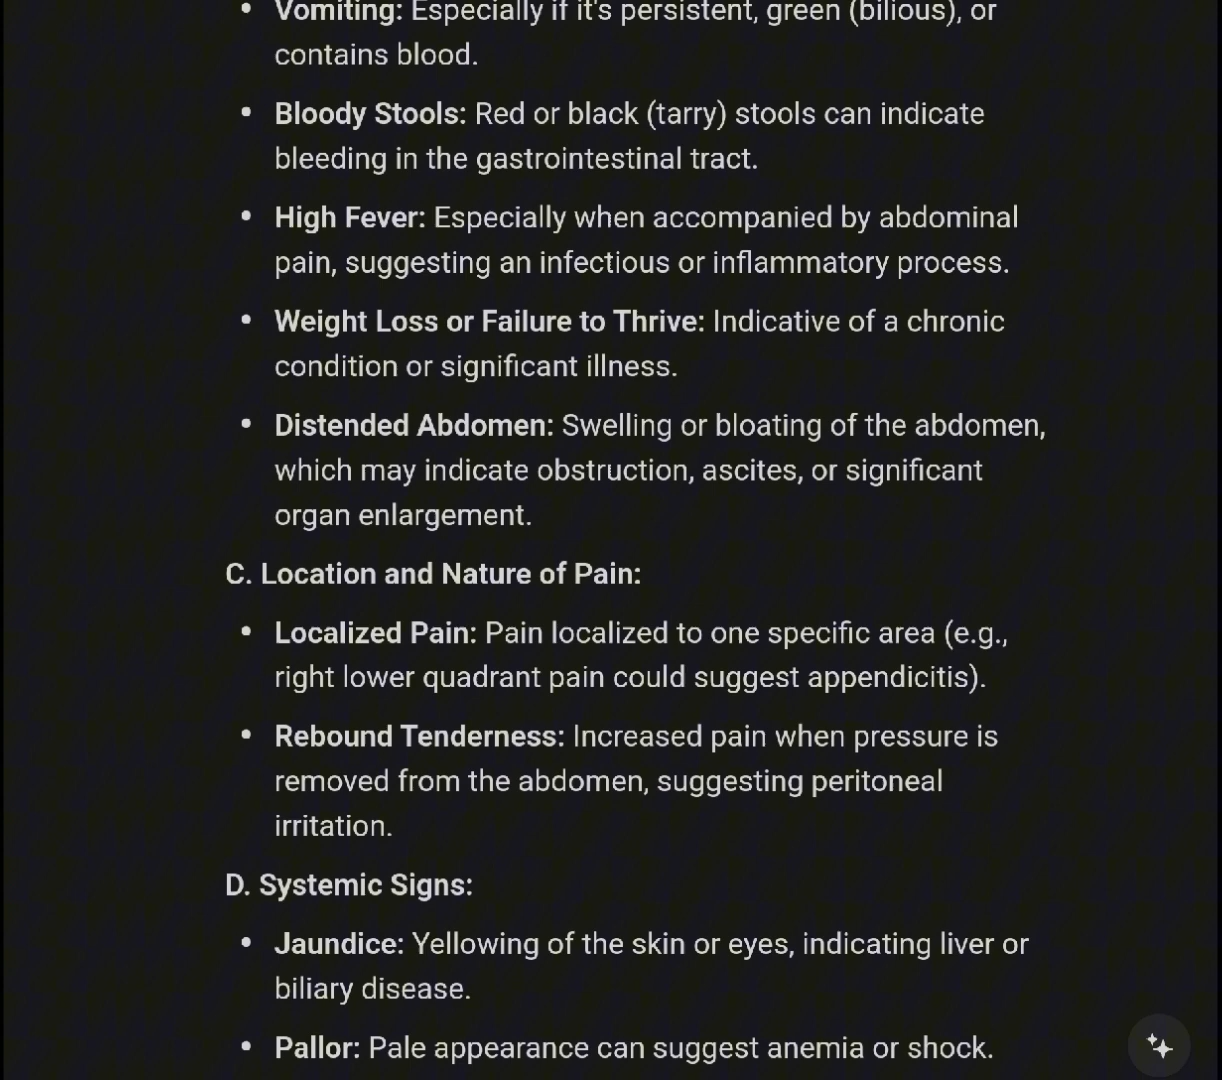 • Vomiting: Especially if it's persistent, green (bilious), or
contains blood.
• Bloody Stools: Red or black (tarry) stools can indicate
bleeding in the gastrointestinal tract.
• High Fever: Especially when accompanied by abdominal
pain, suggesting an infectious or inflammatory process.
• Weight Loss or Failure to Thrive: Indicative of a chronic
condition or significant illness.
• Distended Abdomen: Swelling or bloating of the abdomen,
which may indicate obstruction, ascites, or significant
organ enlargement.
C. Location and Nature of Pain:
• Localized Pain: Pain localized to one specific area (e.g.,
right lower quadrant pain could suggest appendicitis).
• Rebound Tenderness: Increased pain when pressure is
removed from the abdomen, suggesting peritoneal
irritation.
D. Systemic Signs:
• Jaundice: Yellowing of the skin or eyes, indicating liver or
biliary disease.
• Pallor: Pale appearance can suggest anemia or shock.